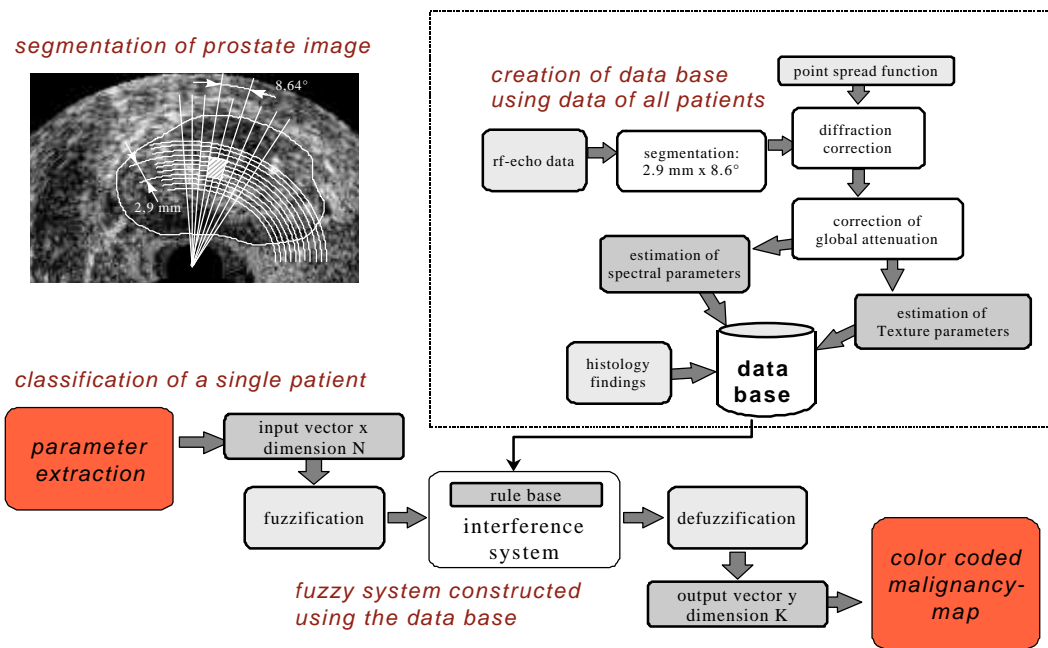 segmentation of prostate image
8,64°
2,9 mm
creation of data base
using data of all patients
point spread function
rf-echo data
segmentation:
2.9 mm x 8.6°
diffraction
correction
correction of
global attenuation
estimation of
spectral parameters
estimation of
Texture parameters
histology
findings
data
base
classification of a single patient
parameter
extraction
input vector x
dimension N
fuzzification
rule base
interference
system
defuzzification
output vector y
dimension K
color coded
malignancy-
map
fuzzy system constructed
using the data base